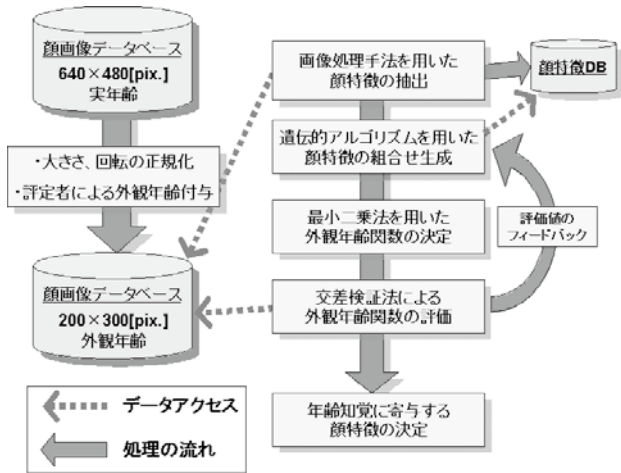 顔画像データベース
640×480[pix.]
実年齢
・大きさ、回転の正規化
・評定者による外観年齢付与
顔画像データベース
200×300[pix.]
外観年齢
画像処理手法を用いた
顔特徴の抽出
顔特徴DB
遺伝的アルゴリズムを用いた
顔特徴の組合せ生成
最小二乗法を用いた
外観年齢関数の決定
評価値の
フィードバック
交差検証法による
外観年齢関数の評価
年齢知覚に寄与する
顔特徴の決定
データアクセス
処理の流れ